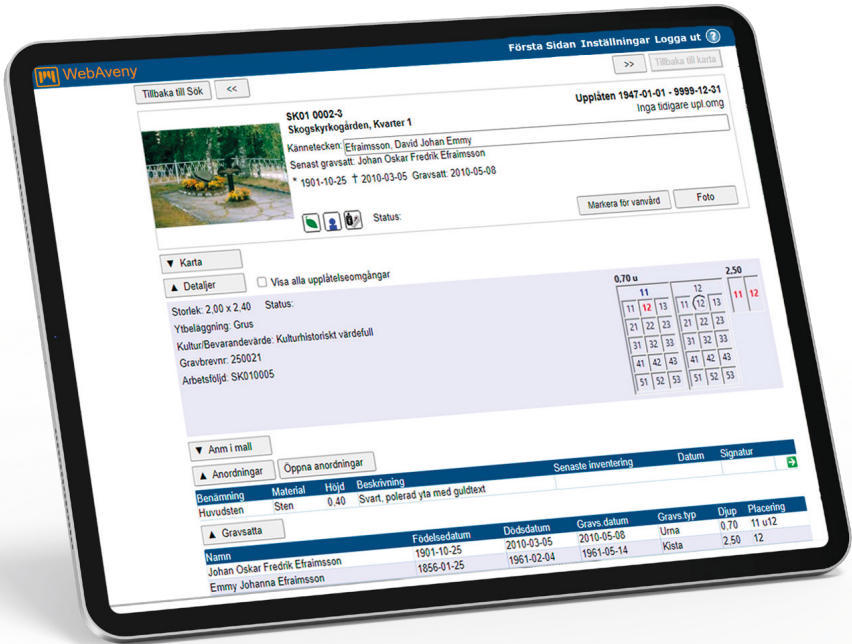 WebAveny
Första Sidan Inställningar Logga ut ?
Tillbaka till Sök <<
>> Tillbaka till karta
SK01 0002-3
Skogskyrkogården, Kvarter 1
Upplåten 1947-01-01 - 9999-12-31
Inga tidigare upl.omg
Kännetecken: Efraimsson, David Johan Emmy
Senast gravsatt: Johan Oskar Fredrik Efraimsson
* 1901-10-25 † 2010-03-05 Gravsatt: 2010-05-08
Status:
Markera för vanvård Foto
▼ Karta
▲ Detaljer Visa alla upplåtelseomgångar
Storlek: 2,00 x 2,40 Status:
Ytbeläggning: Grus
Kultur/Bevarandevärde: Kulturhistoriskt värdefull
Gravbrevnr: 250021
Arbetsföljd: SK010005
0,70 u 2,50
11 12
11 12 13 11 12 13 11 12
21 22 23 21 22 23
31 32 33 31 32 33
41 42 43 41 42 43
51 52 53 51 52 53
▼ Anm i mall
▲ Anordningar Öppna anordningar
Benämning Material Höjd Beskrivning Senaste inventering Datum Signatur
Huvudsten Sten 0,40 Svart, polerad yta med guldtext
▲ Gravsatta
Namn Födelsedatum Dödsdatum Gravs.datum Gravs.typ Djup Placering
Johan Oskar Fredrik Efraimsson 1901-10-25 2010-03-05 2010-05-08 Urna 0,70 11 u12
Emmy Johanna Efraimsson 1856-01-25 1961-02-04 1961-05-14 Kista 2,50 12